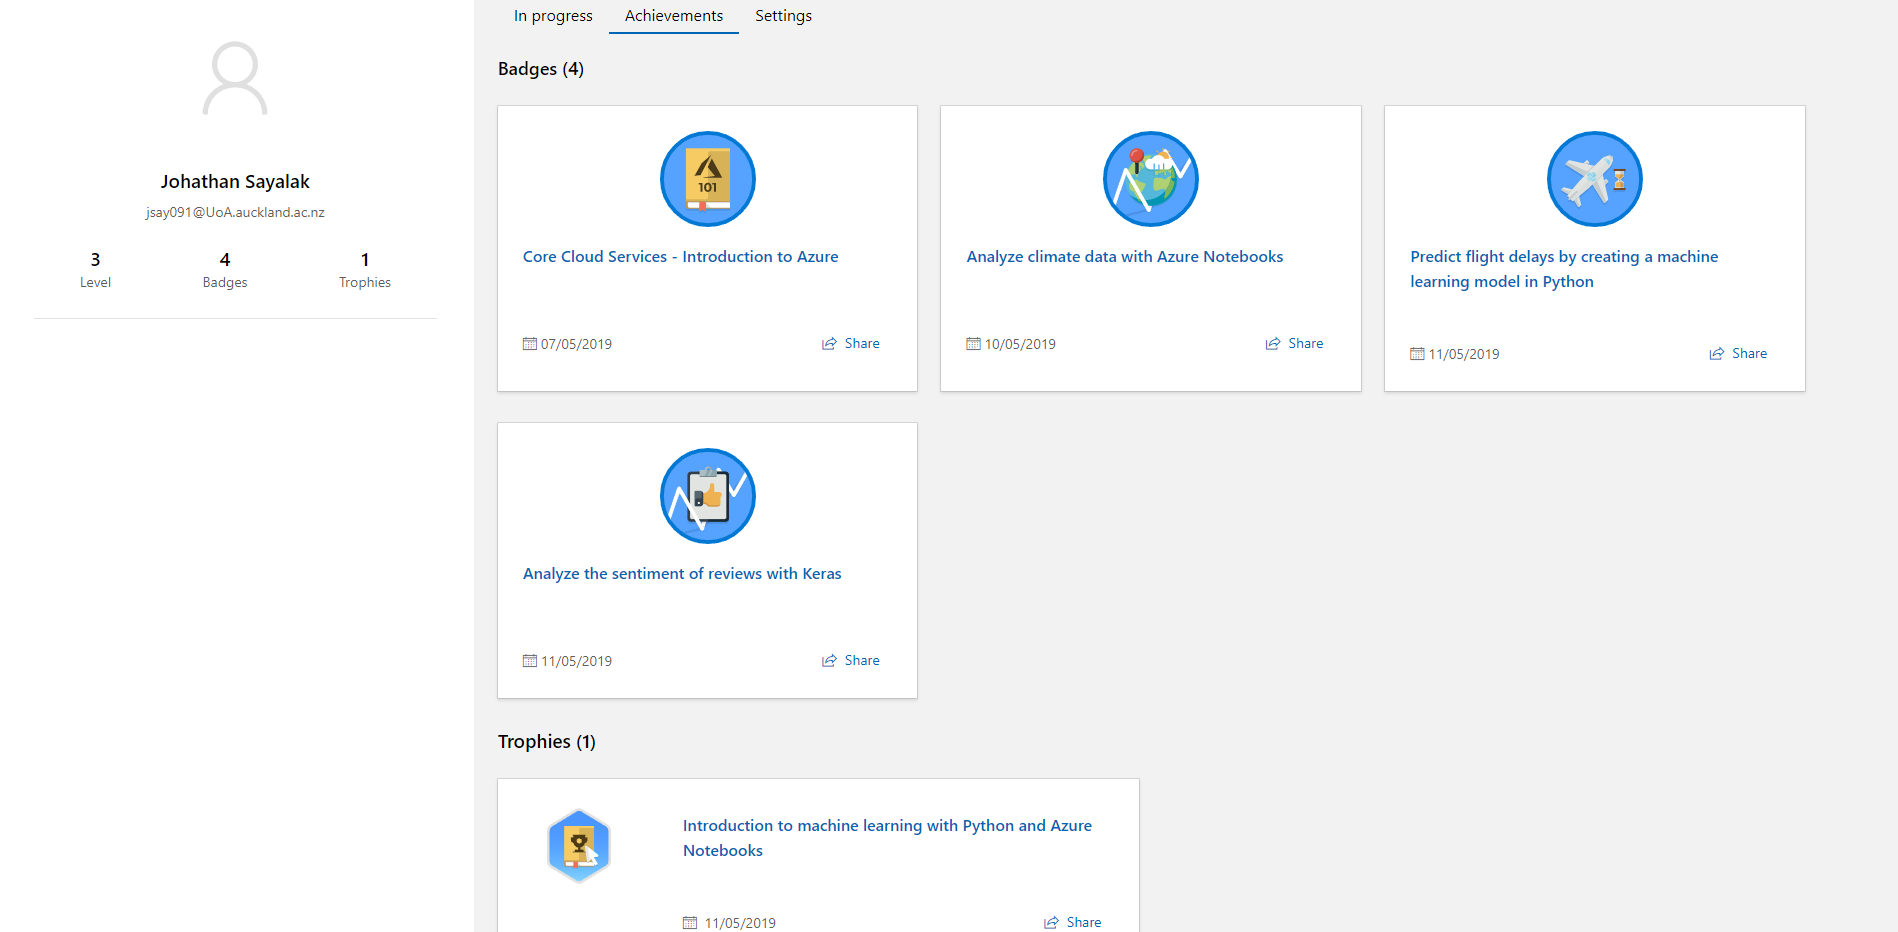 In progress
Achievements
Settings
Johathan Sayalak
jsay091@UoA.auckland.ac.nz
3
Level
4
Badges
1
Trophies
Badges (4)
101
Core Cloud Services - Introduction to Azure
07/05/2019
Share
Analyze climate data with Azure Notebooks
10/05/2019
Share
Predict flight delays by creating a machine
learning model in Python
11/05/2019
Share
Analyze the sentiment of reviews with Keras
11/05/2019
Share
Trophies (1)
Introduction to machine learning with Python and Azure
Notebooks
11/05/2019
Share